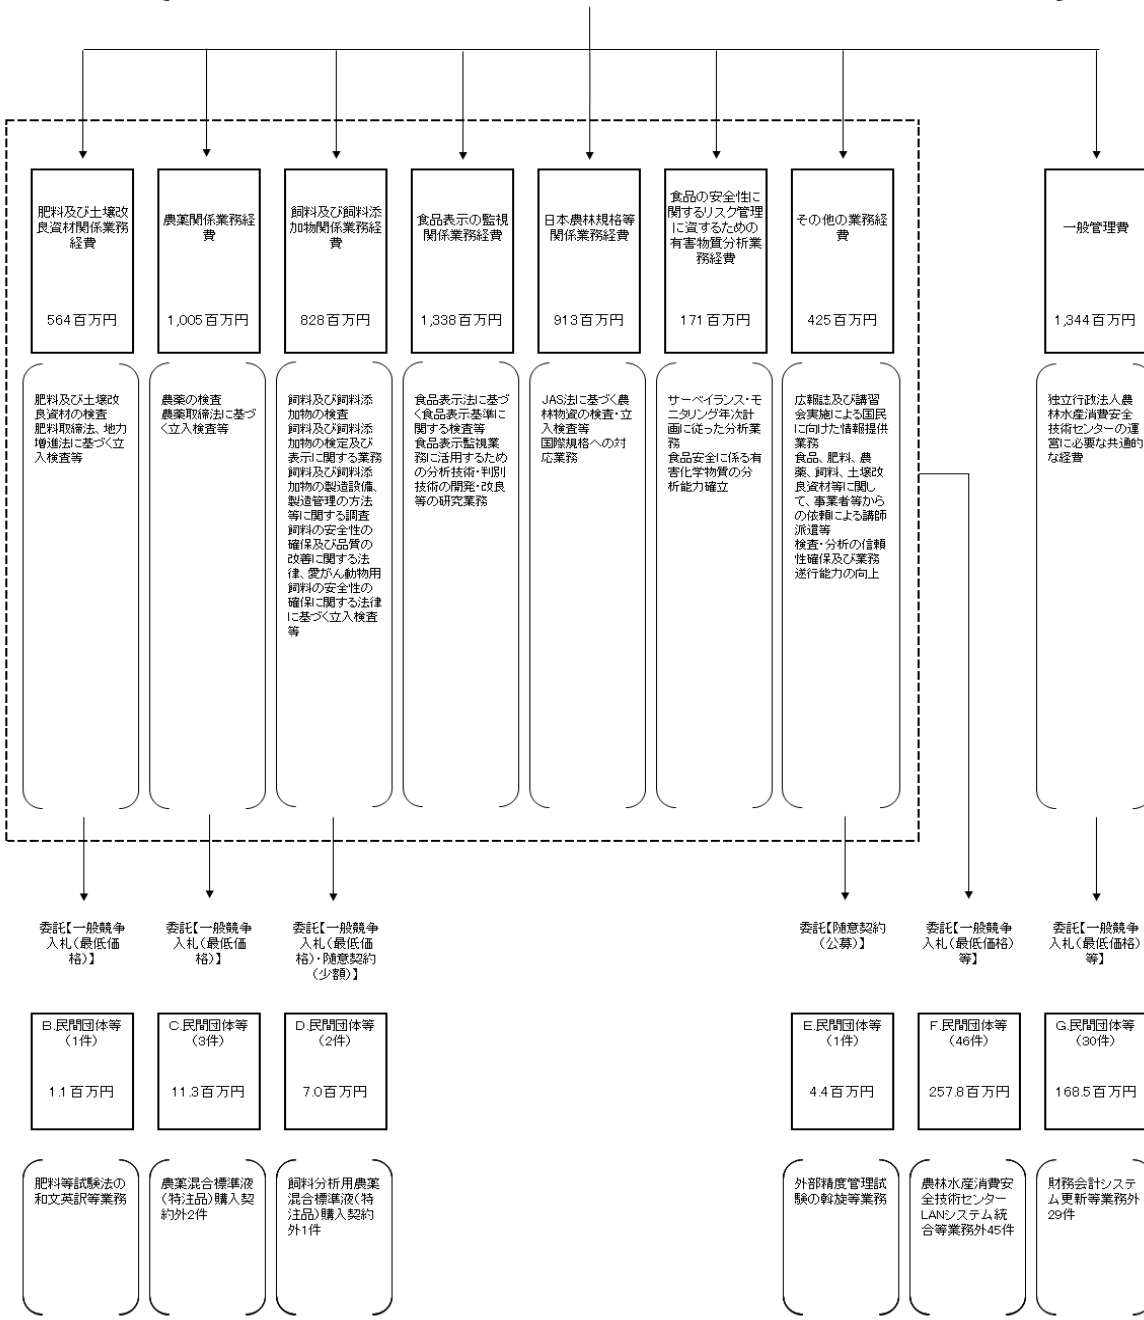 肥料及び土壌改
良資材関係業務
経費
564百万円
農薬関係業務経
費
1,005百万円
飼料及び飼料添
加物関係業務経
費
828百万円
食品表示の監視
関係業務経費
1,338百万円
日本農林規格等
関係業務経費
913百万円
食品の安全性に
関するリスク管理
に資するための
有害物質分析業
務経費
171百万円
その他の業務経
費
425百万円
一般管理費
1,344百万円
肥料及び土壌改
良資材の検査
肥料取締法、地力
増進法に基づく立
入検査等
農薬の検査
農薬取締法に基づ
く立入検査等
飼料及び飼料添
加物の検査
飼料及び飼料添
加物の検定及び
表示に関する業務
飼料及び飼料添
加物の製造設備、
製造管理の方法
等に関する調査
飼料の安全性の
確保及び品質の
改善に関する法
律、愛がん動物用
飼料の安全性の
確保に関する法律
に基づく立入検査
等
食品表示法に基づ
く食品表示基準に
関する検査等
食品表示監視業
務に活用するため
の分析技術・判別
技術の開発・改良
等の研究業務
JAS法に基づく農
林物資の検査・立
入検査等
国際規格への対
応業務
サーベイランス・モ
ニタリング年次計
画に従った分析業
務
食品安全に係る有
害化学物質の分
析能力確立
広報誌及び講習
会実施による国民
に向けた情報提供
業務
食品、肥料、農
薬、飼料、土壌改
良資材等に関し
て、事業者等から
の依頼による講師
派遣等
検査・分析の信頼
性確保及び業務
遂行能力の向上
独立行政法人農
林水産消費安全
技術センターの運
営に必要な共通的
な経費
委託【一般競争
入札(最低価
格)】
委託【一般競争
入札(最低価
格)】
委託【一般競争
入札(最低価
格)・随意契約
(少額)】
委託【随意契約
(公募)】
委託【一般競争
入札(最低価格)
等】
委託【一般競争
入札(最低価格)
等】
B.民間団体等
(1件)
1.1百万円
C.民間団体等
(3件)
11.3百万円
D.民間団体等
(2件)
7.0百万円
E.民間団体等
(1件)
4.4百万円
F.民間団体等
(46件)
257.8百万円
G.民間団体等
(30件)
168.5百万円
肥料等試験法の
和文英訳等業務
農薬混合標準液
(特注品)購入契
約外2件
飼料分析用農薬
混合標準液(特
注品)購入契約
外1件
外部精度管理試
験の斡旋等業務
農林水産消費安
全技術センター
LANシステム統
合等業務外45件
財務会計システ
ム更新等業務外
29件